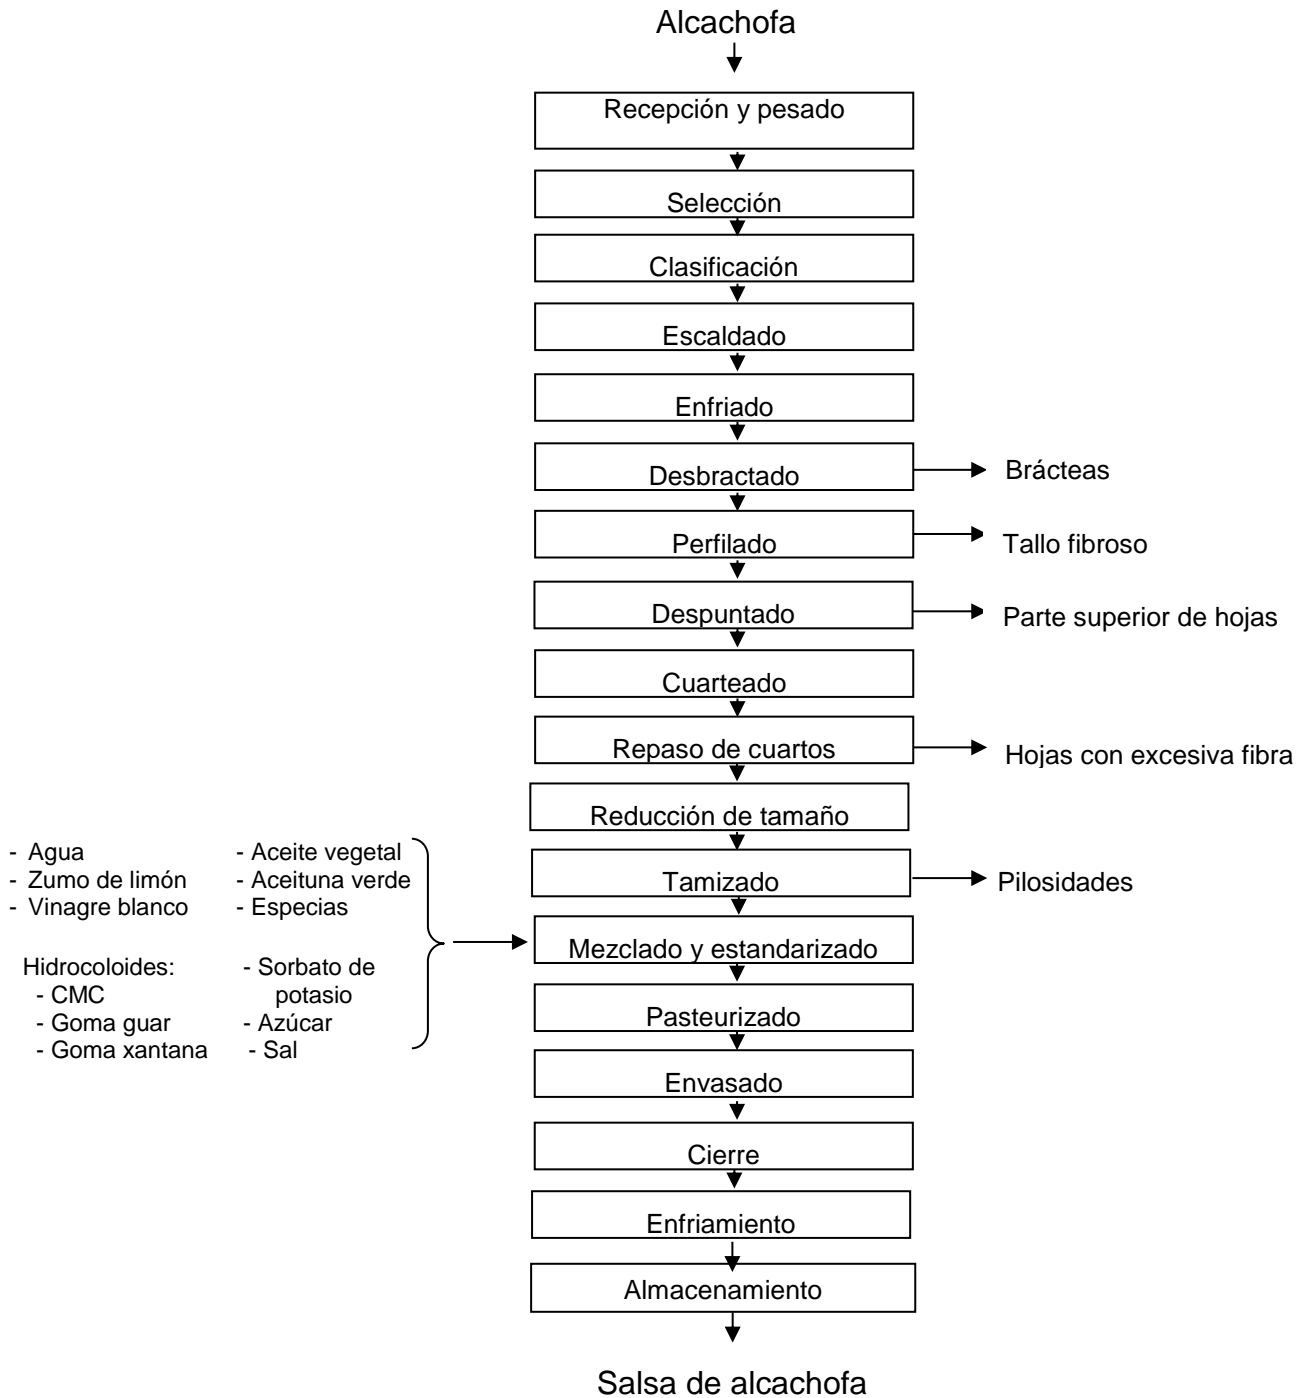 Alcachofa
Recepción y pesado
Selección
Clasificación
Escaldado
Enfriado
Desbractado
Brácteas
Perfilado
Tallo fibroso
Despuntado
Parte superior de hojas
Cuarteado
Repaso de cuartos
Hojas con excesiva fibra
Reducción de tamaño
- Agua
- Zumo de limón
- Vinagre blanco
Hidrocoloides:
- CMC
- Goma guar
- Goma xantana
- Aceite vegetal
- Aceituna verde
- Especias
- Sorbato de
potasio
- Azúcar
- Sal
Tamizado
Pilosidades
Mezclado y estandarizado
Pasteurizado
Envasado
Cierre
Enfriamiento
Almacenamiento
Salsa de alcachofa